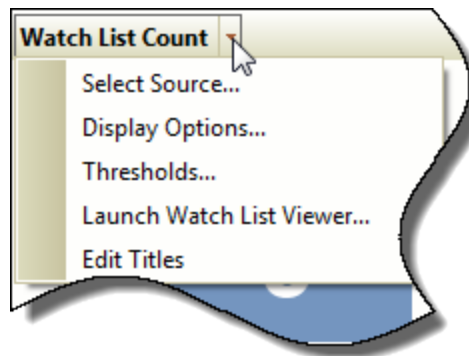 Watch List Count
Select Source...
Display Options...
Thresholds...
Launch Watch List Viewer...
Edit Titles